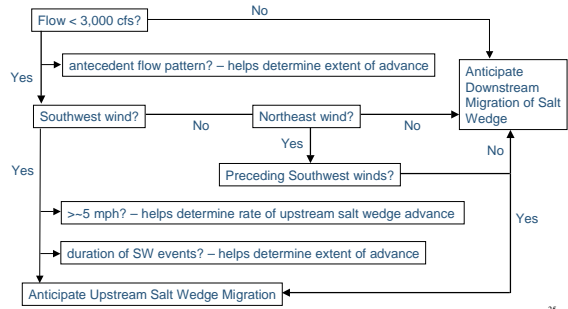 Flow < 3,000 cfs?
No
Yes
antecedent flow pattern? – helps determine extent of advance
Anticipate
Downstream
Migration of Salt
Wedge
Southwest wind?
No
Northeast wind?
No
Yes
No
Preceding Southwest winds?
Yes
>~5 mph? – helps determine rate of upstream salt wedge advance
Yes
duration of SW events? – helps determine extent of advance
Anticipate Upstream Salt Wedge Migration